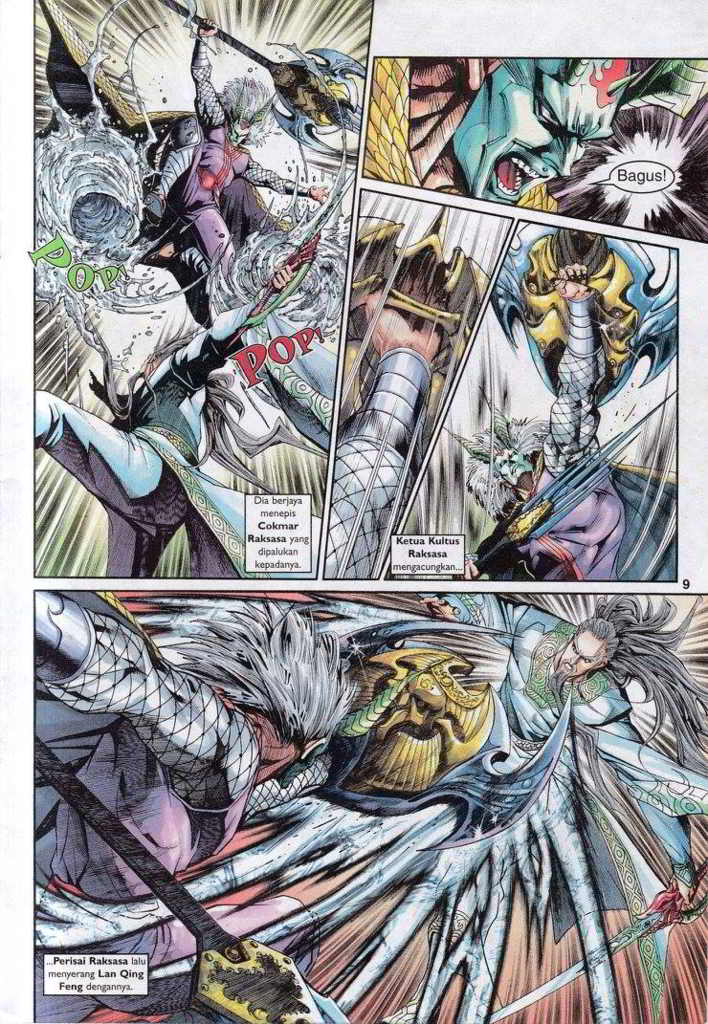 Bagus!
POP!
POP!
Dia berjaya
menepis
Cokmar
Raksasa yang
dipalukan
kepadanya.
Ketua Kultus
Raksasa
mengacungkan...
9
...Perisai Raksasa lalu
menyerang Lan Qing
Feng dengannya.